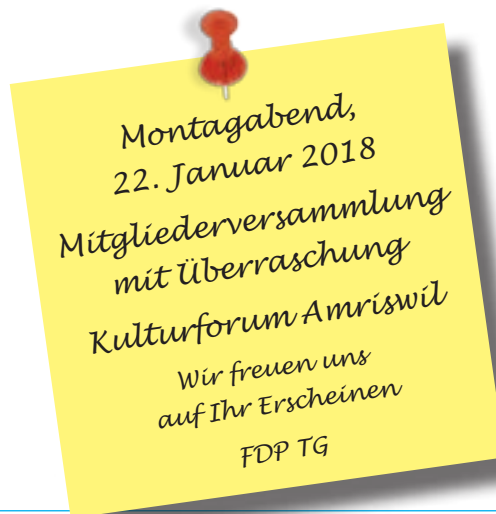 Montagabend,
22. Januar 2018
Mitgliederversammlung
mit Überraschung
Kulturforum Amriswil
Wir freuen uns
auf Ihr Erscheinen
FDP TG